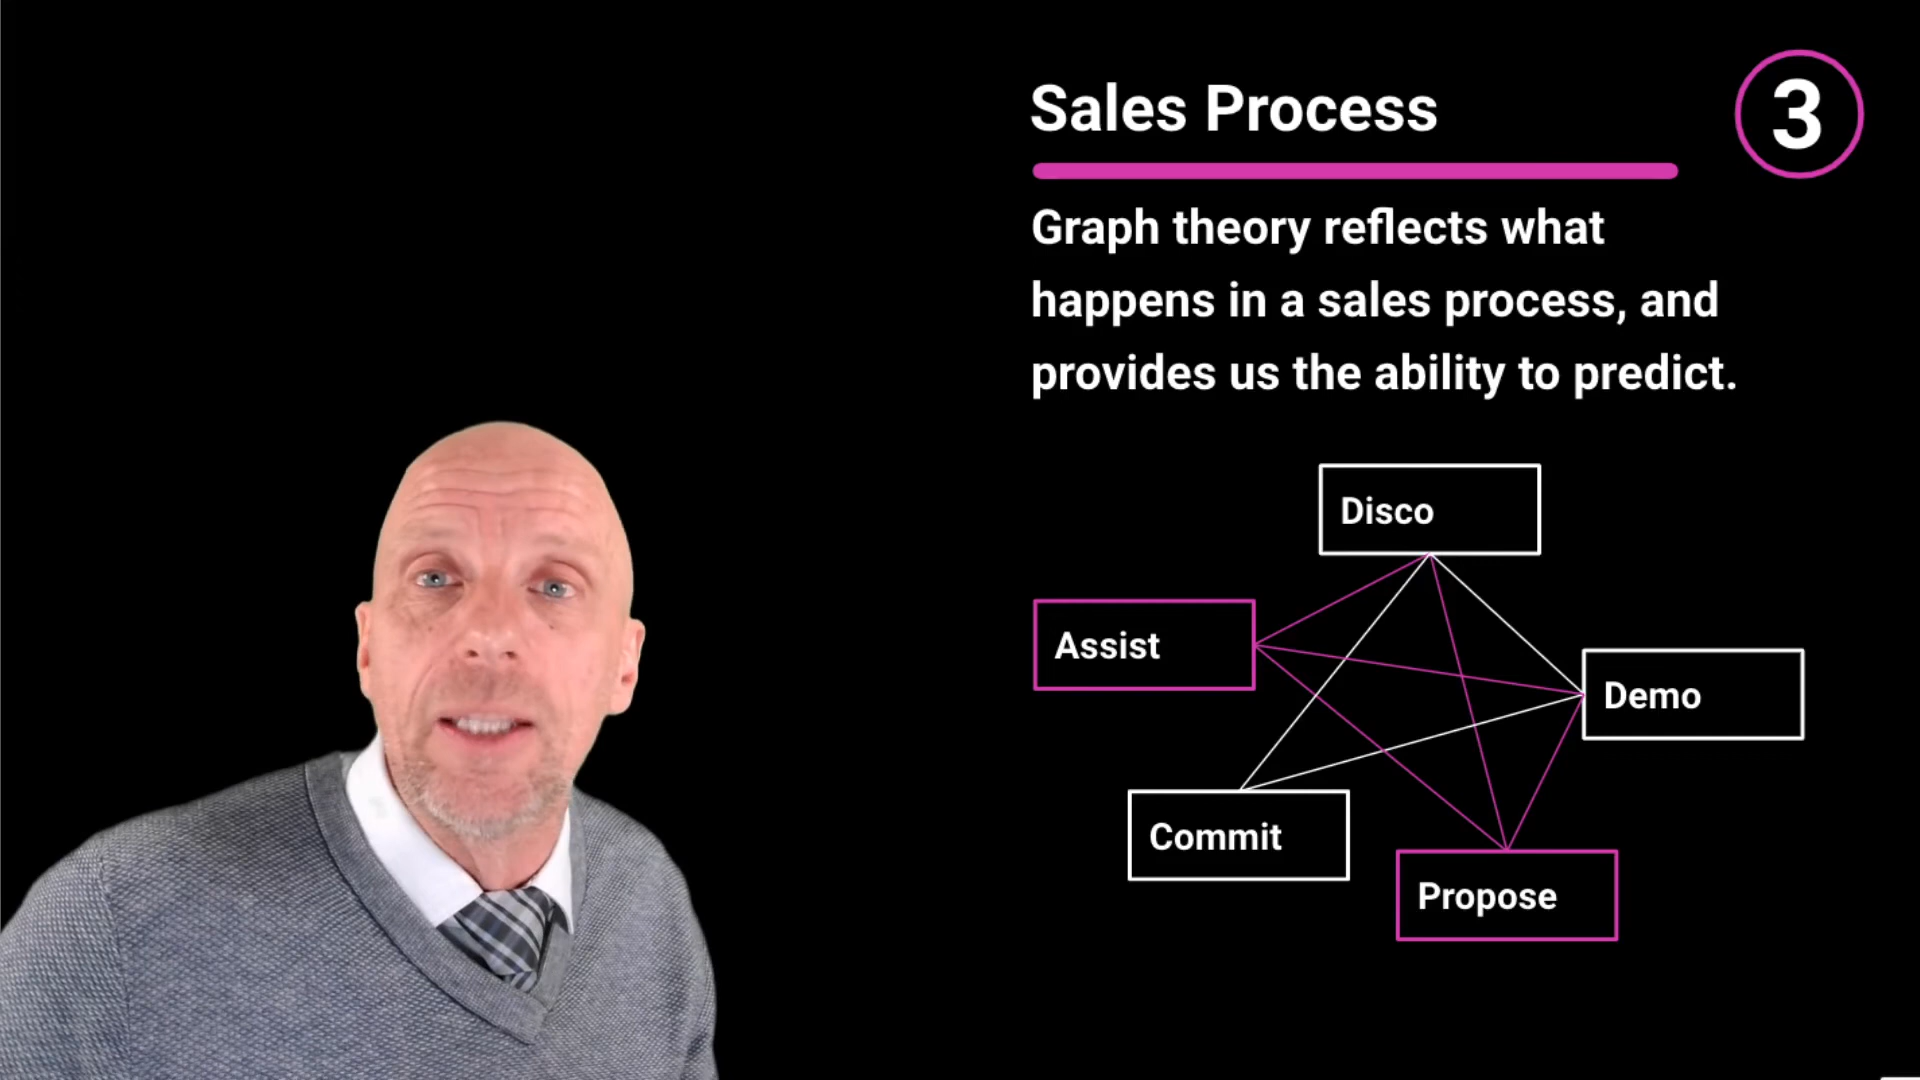 Sales Process
3
Graph theory reflects what
happens in a sales process, and
provides us the ability to predict.
Disco
Assist
Demo
Commit
Propose